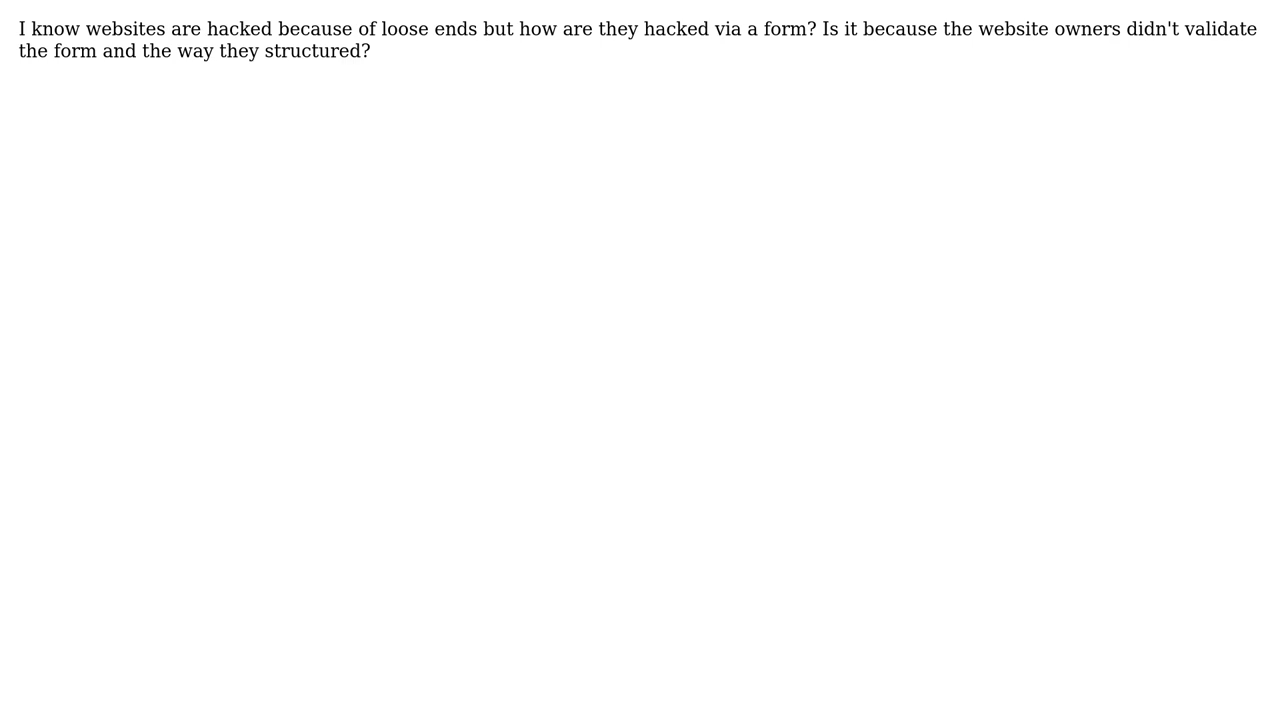 I know websites are hacked because of loose ends but how are they hacked via a form? Is it because the website owners didn't validate
the form and the way they structured?